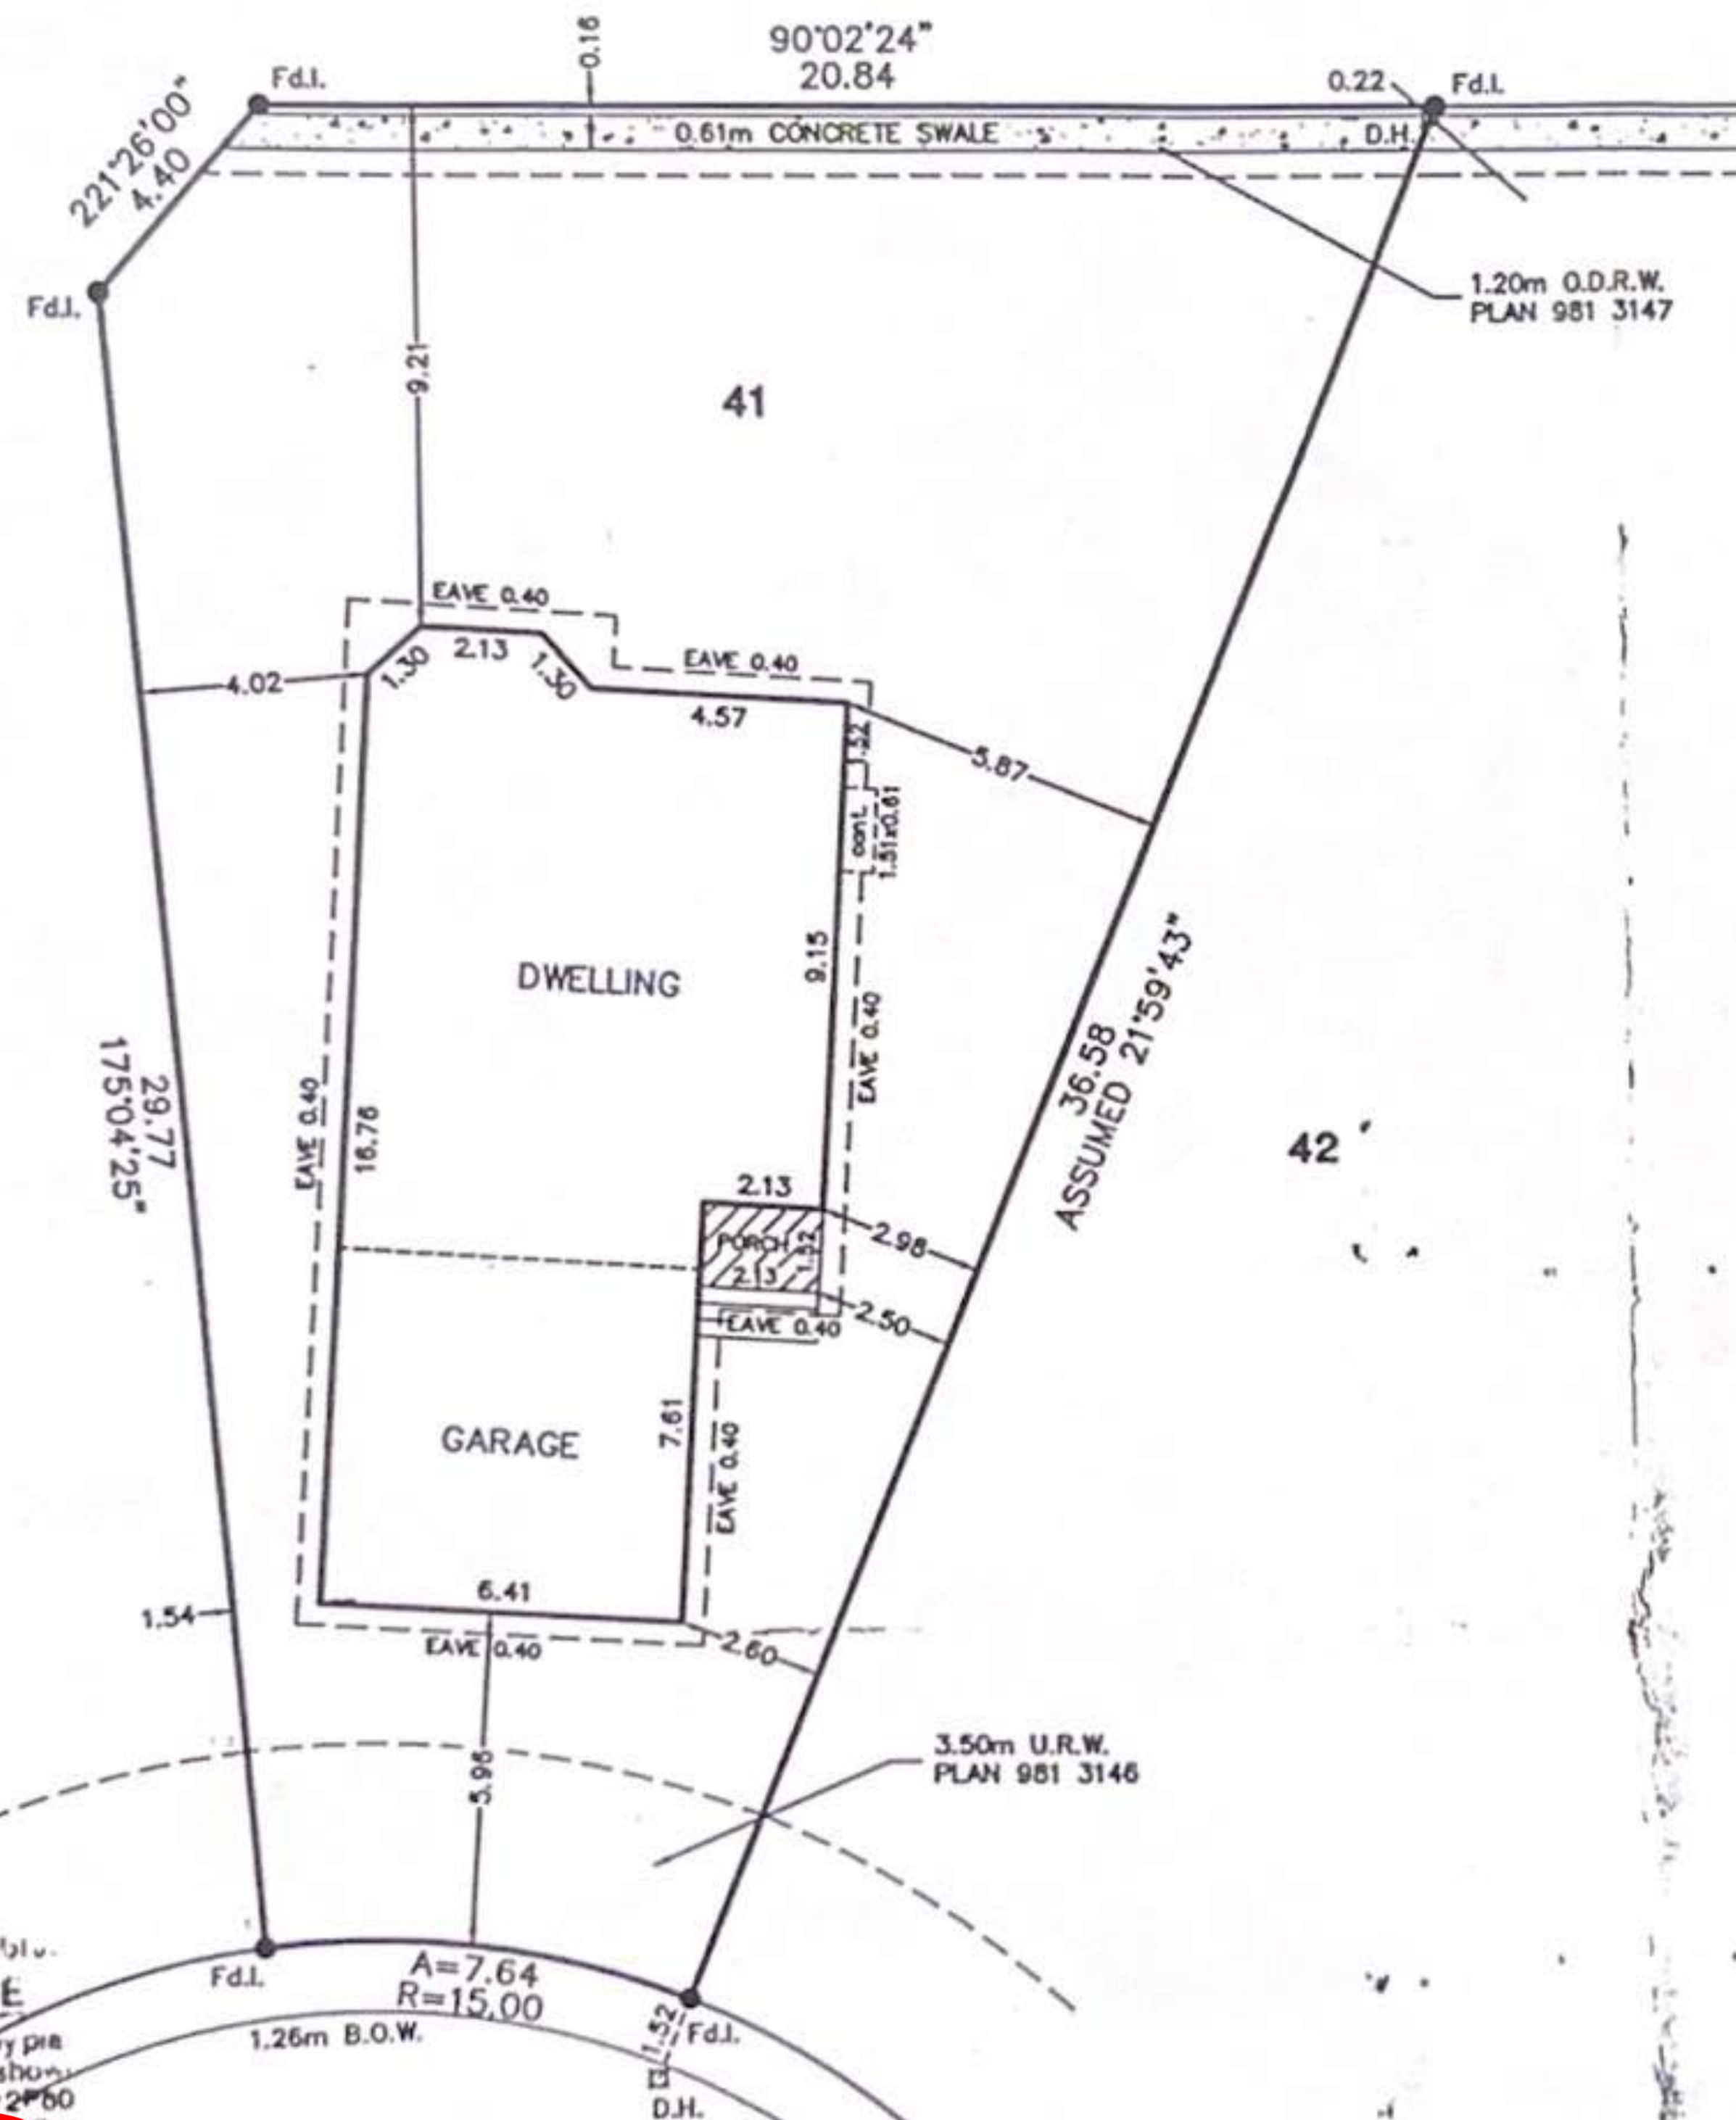 0.16
90°02'24"
20.84
Fd.I.
0.22
Fd.I.
221°26'00"
4.40
0.61m CONCRETE SWALE
D.H.
Fd.I.
1.20m O.D.R.W.
PLAN 981 3147
9.21
41
EAVE 0.40
2.13
1.30
1.30
EAVE 0.40
4.02
4.57
5.87
cant.
1.51x0.61
DWELLING
9.15
EAVE 0.40
36.58
ASSUMED 21°59'43"
29.77
175°04'25"
EAVE 0.40
16.76
42
2.13
PORCH
1.52
2.13
2.98
2.50
EAVE 0.40
7.61
GARAGE
EAVE 0.40
6.41
1.54
EAVE 0.40
2.60
5.96
3.50m U.R.W.
PLAN 981 3146
Fd.I.
A=7.64
R=15.00
1.26m B.O.W.
1.52
Fd.I.
D.H.
E